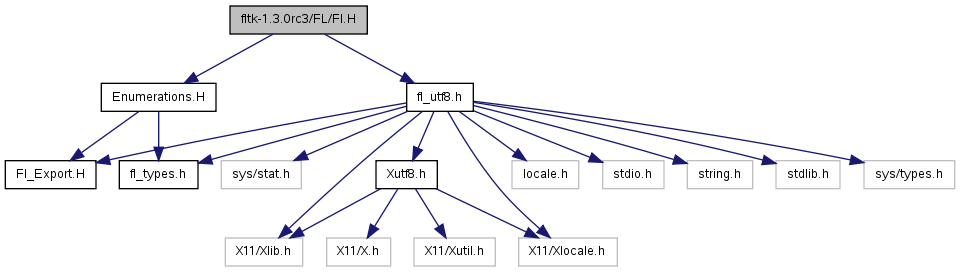 fltk-1.3.0rc3/FL/Fl.H
Enumerations.H
fl_utf8.h
Fl_Export.H
fl_types.h
sys/stat.h
Xutf8.h
locale.h
stdio.h
string.h
stdlib.h
sys/types.h
X11/Xlib.h
X11/X.h
X11/Xutil.h
X11/Xlocale.h